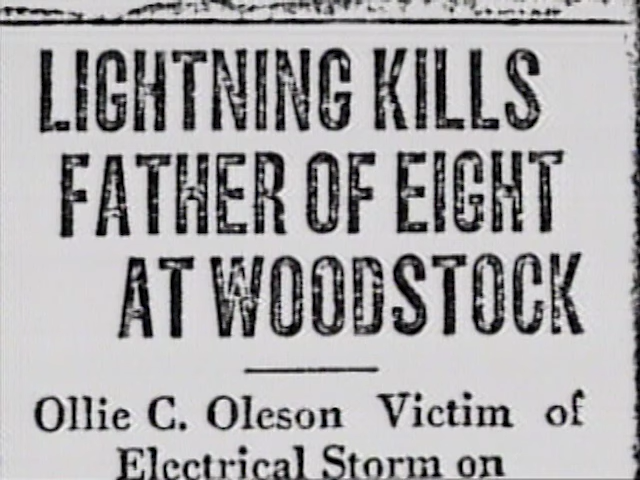 LIGHTNING KILLS
FATHER OF EIGHT
AT WOODSTOCK
Ollie C. Oleson Victim of
Electrical Storm on